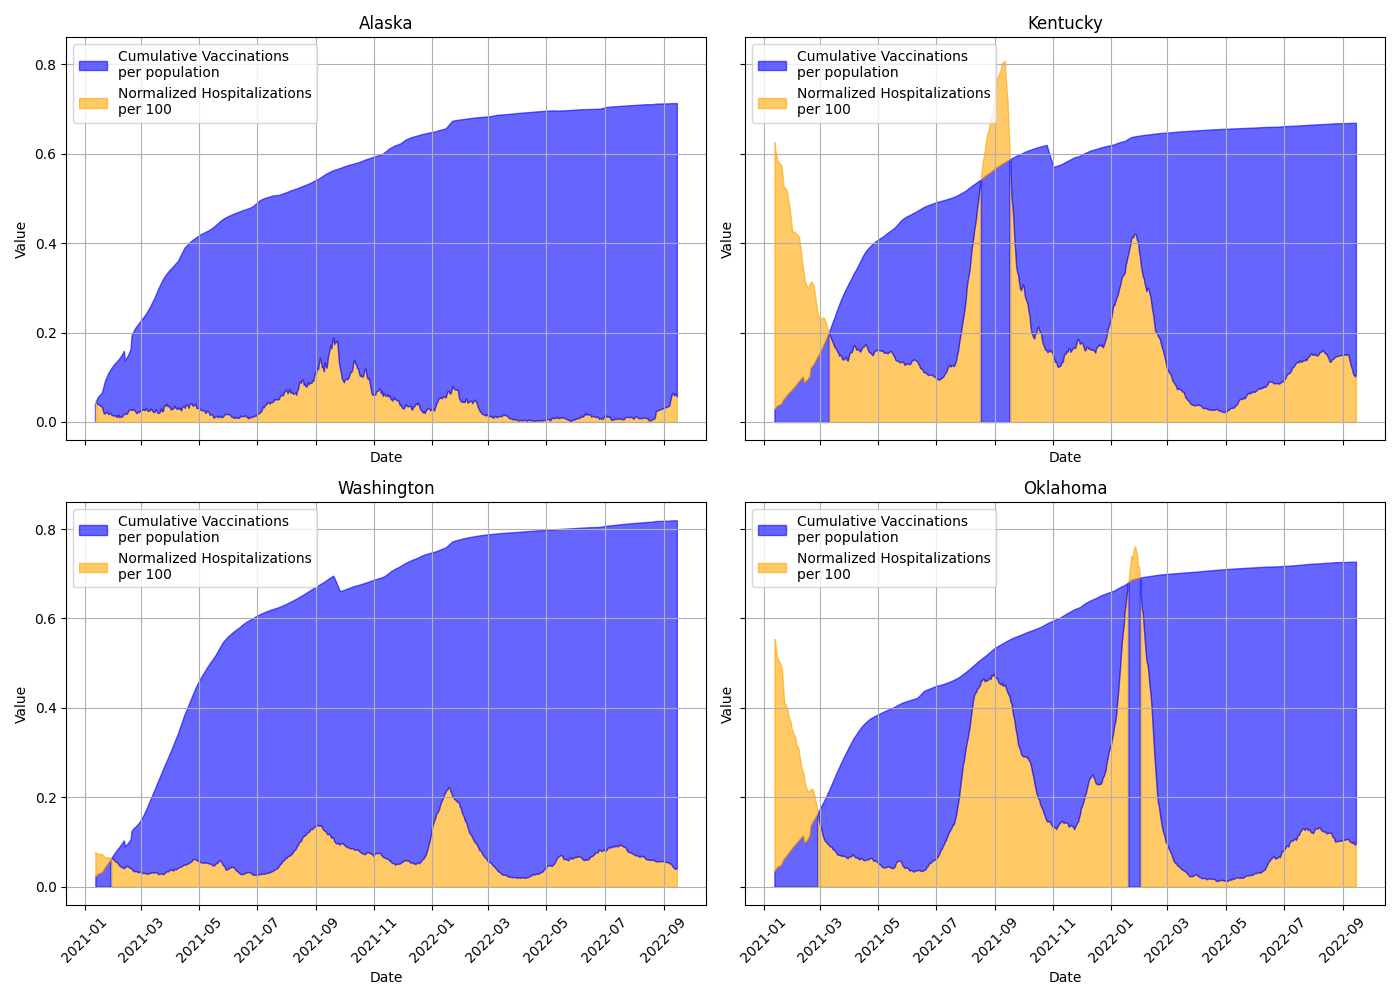 Alaska
Cumulative Vaccinations
per population
Normalized Hospitalizations
per 100
Value
0.8
0.6
0.4
0.2
0.0
Date
Kentucky
Cumulative Vaccinations
per population
Normalized Hospitalizations
per 100
Value
Date
Washington
Cumulative Vaccinations
per population
Normalized Hospitalizations
per 100
Value
0.8
0.6
0.4
0.2
0.0
2021-01
2021-03
2021-05
2021-07
2021-09
2021-11
2022-01
2022-03
2022-05
2022-07
2022-09
Date
Oklahoma
Cumulative Vaccinations
per population
Normalized Hospitalizations
per 100
Value
2021-01
2021-03
2021-05
2021-07
2021-09
2021-11
2022-01
2022-03
2022-05
2022-07
2022-09
Date